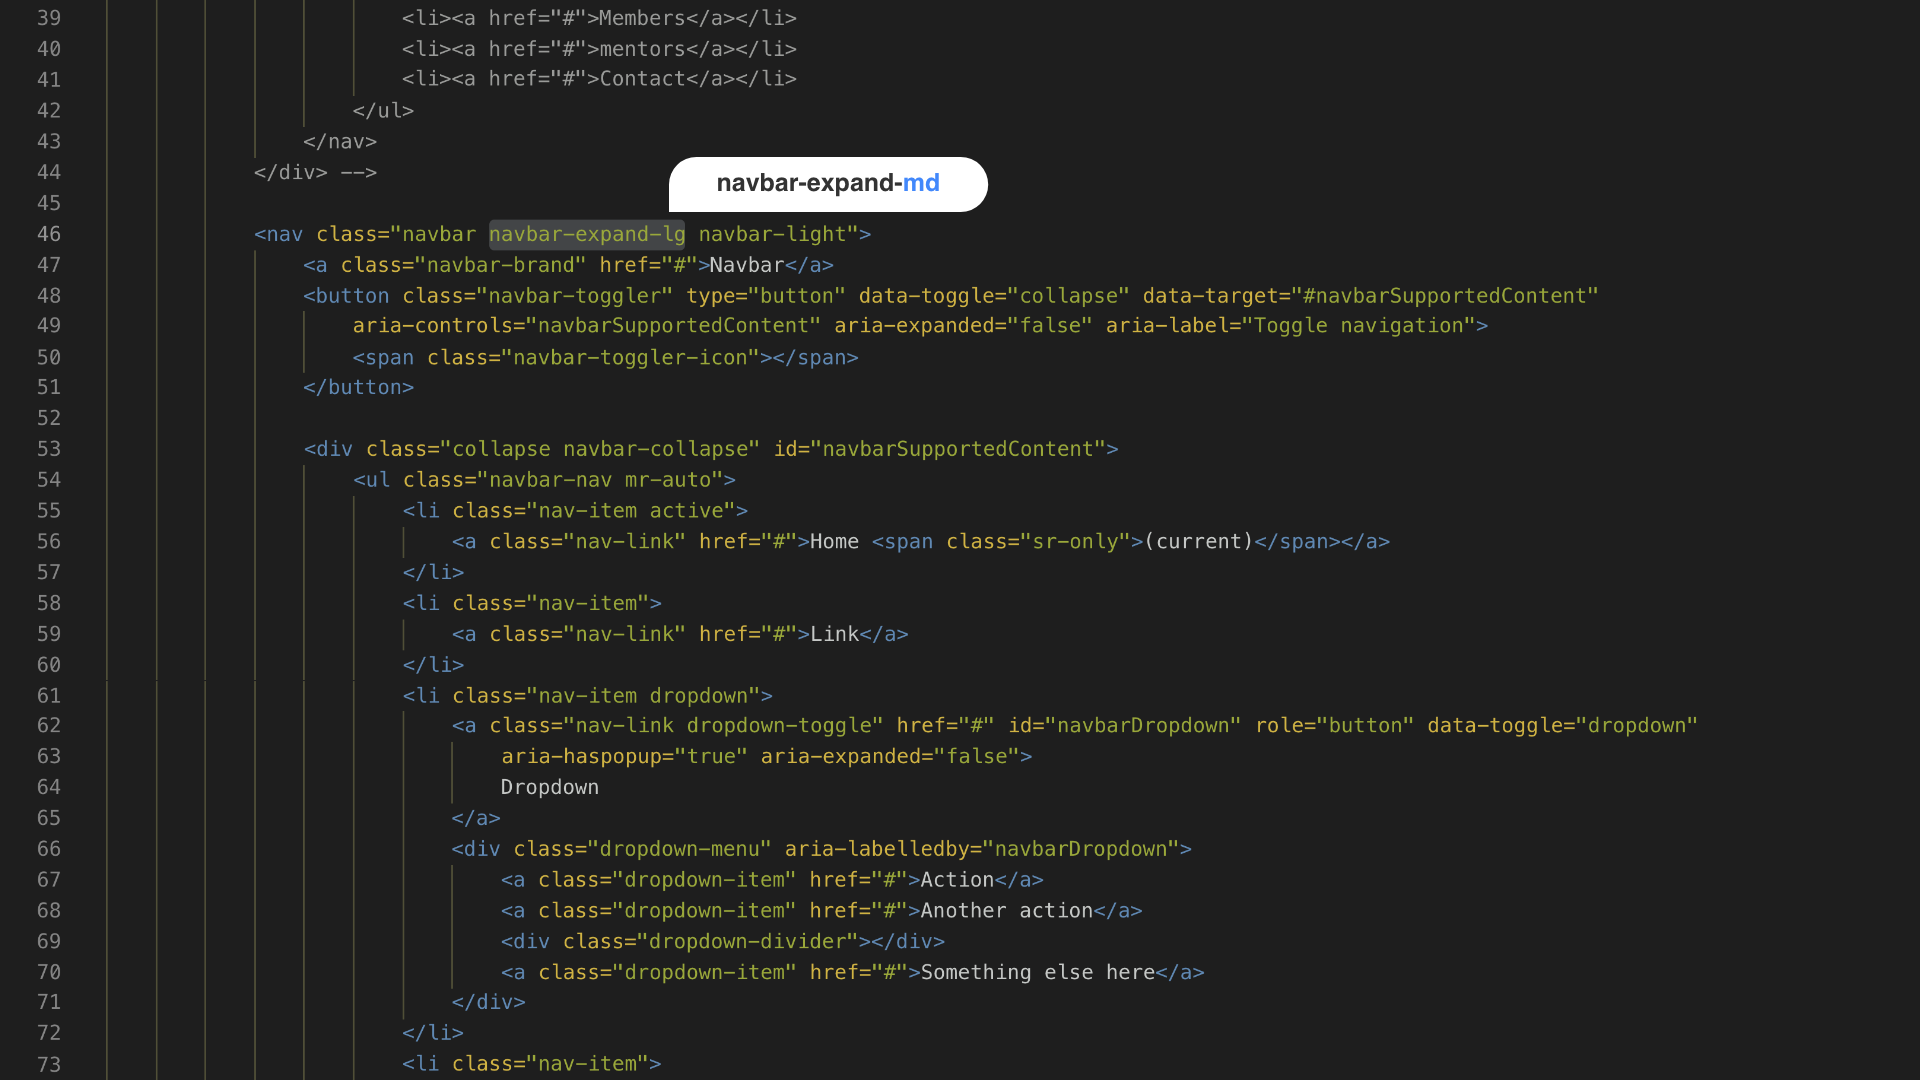 39 <li><a href="#">Members</a></li>
40 <li><a href="#">mentors</a></li>
41 <li><a href="#">Contact</a></li>
42 </ul>
43 </nav>
44 </div> -->
navbar-expand-md
45
46 <nav class="navbar navbar-expand-lg navbar-light">
47 <a class="navbar-brand" href="#">Navbar</a>
48 <button class="navbar-toggler" type="button" data-toggle="collapse" data-target="#navbarSupportedContent"
49 aria-controls="navbarSupportedContent" aria-expanded="false" aria-label="Toggle navigation">
50 <span class="navbar-toggler-icon"></span>
51 </button>
52
53 <div class="collapse navbar-collapse" id="navbarSupportedContent">
54 <ul class="navbar-nav mr-auto">
55 <li class="nav-item active">
56 <a class="nav-link" href="#">Home <span class="sr-only">(current)</span></a>
57 </li>
58 <li class="nav-item">
59 <a class="nav-link" href="#">Link</a>
60 </li>
61 <li class="nav-item dropdown">
62 <a class="nav-link dropdown-toggle" href="#" id="navbarDropdown" role="button" data-toggle="dropdown"
63 aria-haspopup="true" aria-expanded="false">
64 Dropdown
65 </a>
66 <div class="dropdown-menu" aria-labelledby="navbarDropdown">
67 <a class="dropdown-item" href="#">Action</a>
68 <a class="dropdown-item" href="#">Another action</a>
69 <div class="dropdown-divider"></div>
70 <a class="dropdown-item" href="#">Something else here</a>
71 </div>
72 </li>
73 <li class="nav-item">